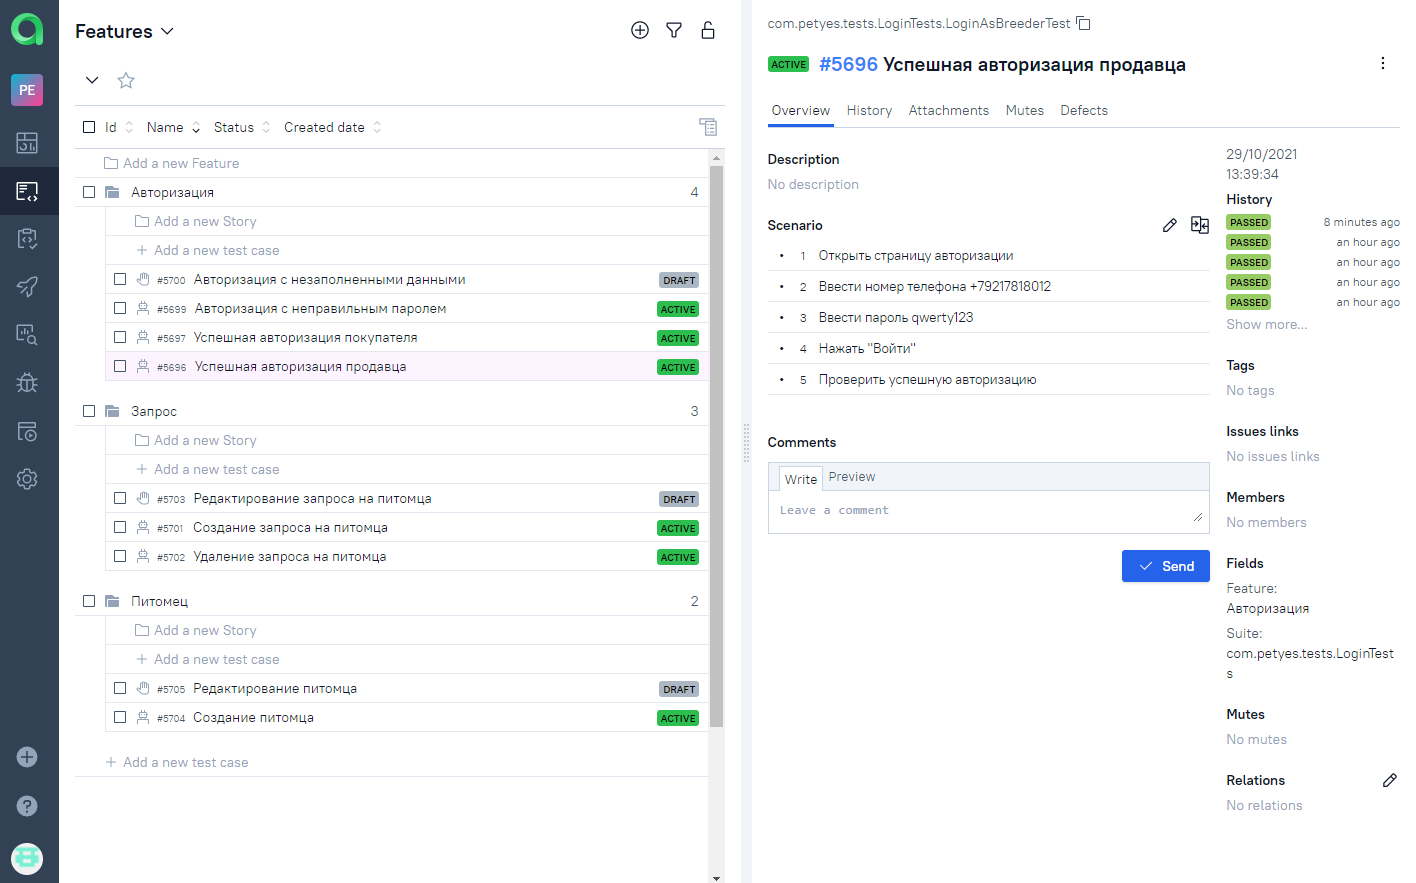 PE
Features
Id
Name
Status
Created date
Add a new Feature
Авторизация 4
Add a new Story
Add a new test case
#5700 Авторизация с незаполненными данными DRAFT
#5699 Авторизация с неправильным паролем ACTIVE
#5697 Успешная авторизация покупателя ACTIVE
#5696 Успешная авторизация продавца ACTIVE
Запрос 3
Add a new Story
Add a new test case
#5703 Редактирование запроса на питомца DRAFT
#5701 Создание запроса на питомца ACTIVE
#5702 Удаление запроса на питомца ACTIVE
Питомец 2
Add a new Story
Add a new test case
#5705 Редактирование питомца DRAFT
#5704 Создание питомца ACTIVE
Add a new test case
com.petyes.tests.LoginTests.LoginAsBreederTest
ACTIVE #5696 Успешная авторизация продавца
Overview History Attachments Mutes Defects
Description
No description
Scenario
• 1 Открыть страницу авторизации
• 2 Ввести номер телефона +79217818012
• 3 Ввести пароль qwerty123
• 4 Нажать "Войти"
• 5 Проверить успешную авторизацию
Comments
Write Preview
Leave a comment
Send
29/10/2021
13:39:34
History
PASSED 8 minutes ago
PASSED an hour ago
PASSED an hour ago
PASSED an hour ago
PASSED an hour ago
Show more...
Tags
No tags
Issues links
No issues links
Members
No members
Fields
Feature:
Авторизация
Suite:
com.petyes.tests.LoginTest
s
Mutes
No mutes
Relations
No relations